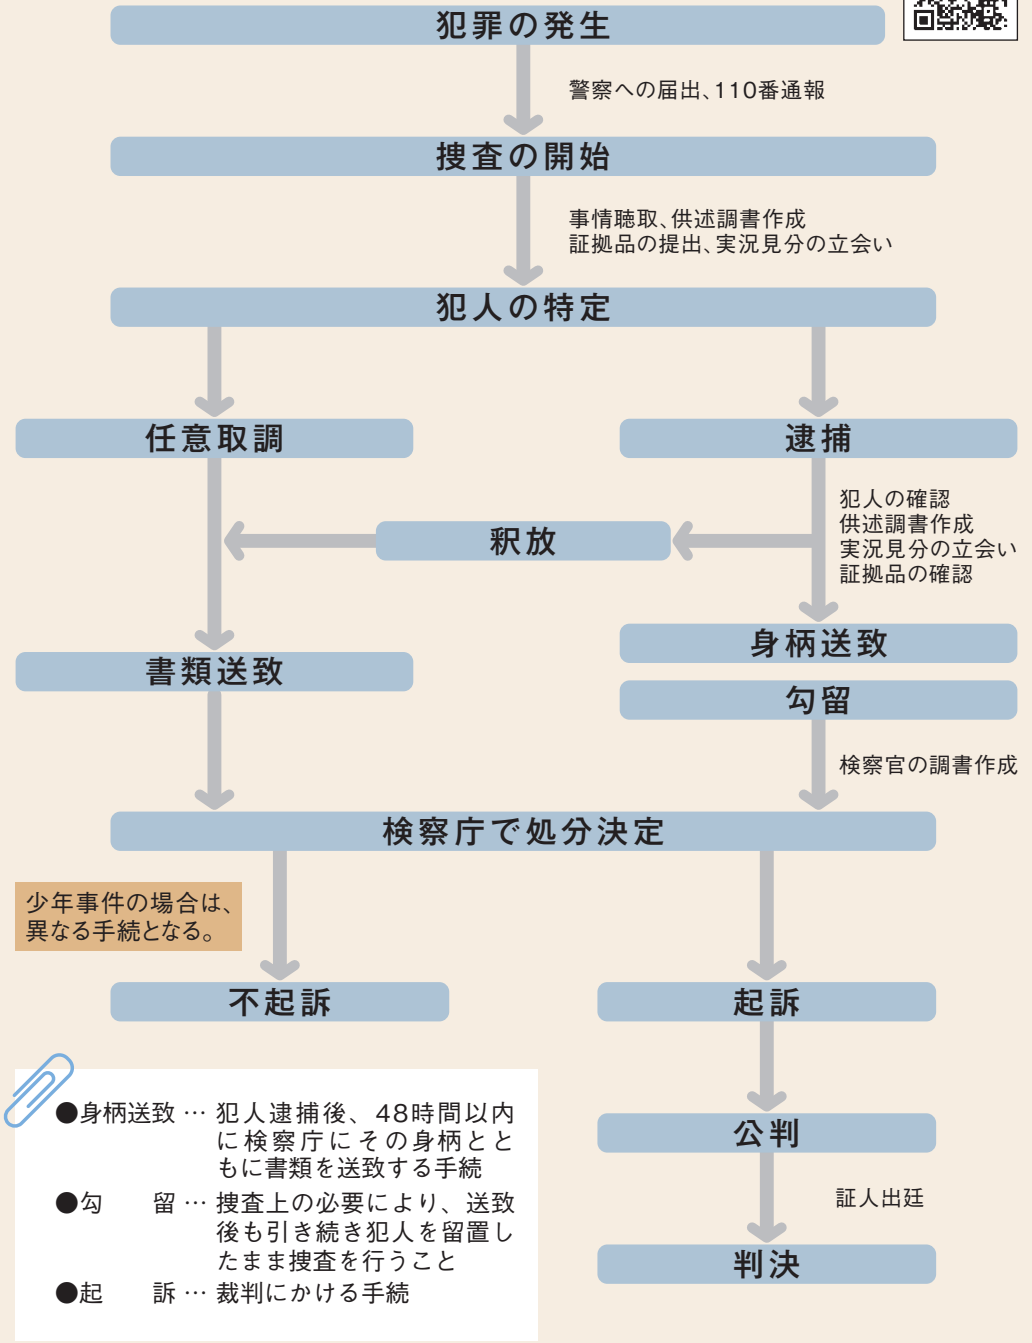 犯罪の発生
警察への届出、110番通報
捜査の開始
事情聴取、供述調書作成
証拠品の提出、実況見分の立会い
犯人の特定
任意取調
逮捕
犯人の確認
供述調書作成
実況見分の立会い
証拠品の確認
釈放
身柄送致
書類送致
勾留
検察官の調書作成
検察庁で処分決定
少年事件の場合は、
異なる手続となる。
不起訴
起訴
公判
証人出廷
判決
●身柄送致 … 犯人逮捕後、48時間以内
に検察庁にその身柄とと
もに書類を送致する手続
●勾　　留 … 捜査上の必要により、送致
後も引き続き犯人を留置し
たまま捜査を行うこと
●起　　訴 … 裁判にかける手続